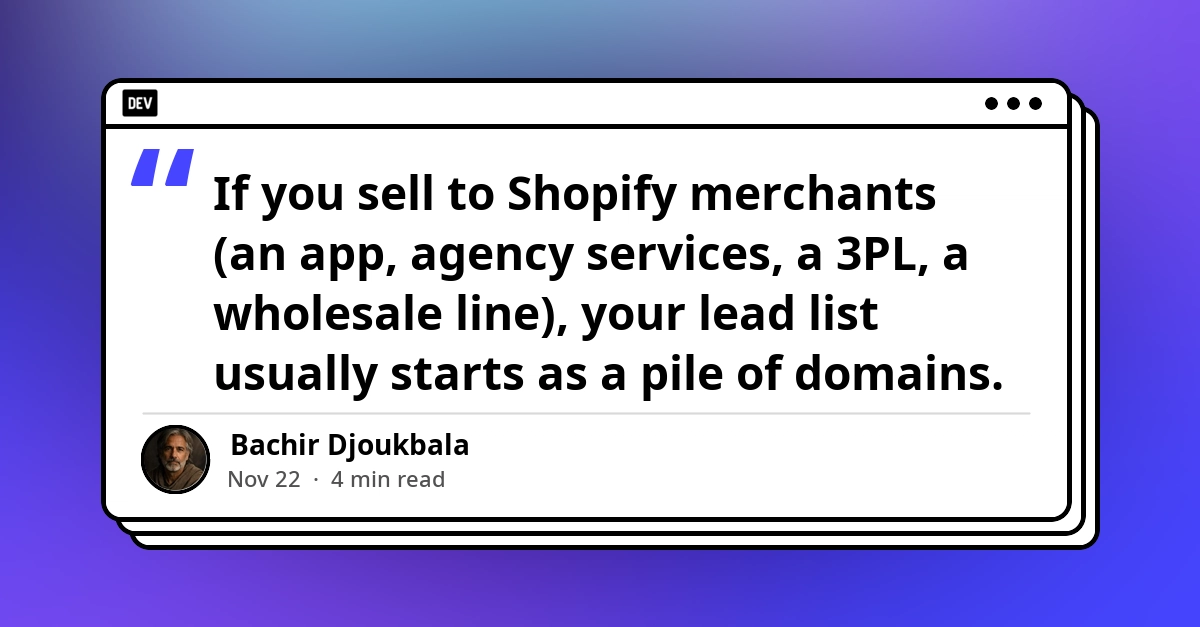 DEV
“ If you sell to Shopify merchants
(an app, agency services, a 3PL, a
wholesale line), your lead list
usually starts as a pile of domains.
Bachir Djoukbala
Nov 22 · 4 min read